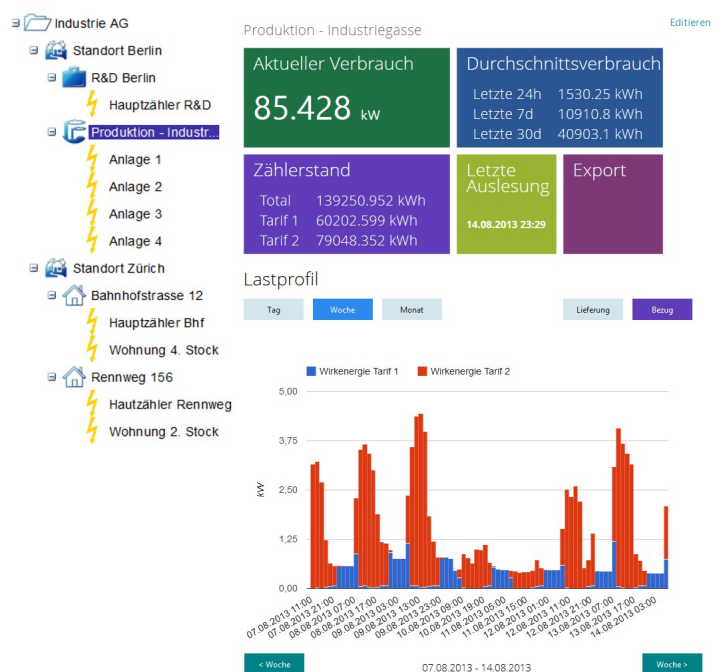 Industrie AG
Standort Berlin
R&D Berlin
Hauptzähler R&D
Produktion - Industr...
Anlage 1
Anlage 2
Anlage 3
Anlage 4
Standort Zürich
Bahnhofstrasse 12
Hauptzähler Bhf
Wohnung 4. Stock
Rennweg 156
Hautzähler Rennweg
Wohnung 2. Stock
Produktion - Industriegasse
Editieren
Aktueller Verbrauch
85.428 kW
Durchschnittsverbrauch
Letzte 24h 1530.25 kWh
Letzte 7d 10910.8 kWh
Letzte 30d 40903.1 kWh
Zählerstand
Total 139250.952 kWh
Tarif 1 60202.599 kWh
Tarif 2 79048.352 kWh
Letzte
Auslesung
14.08.2013 23:29
Export
Lastprofil
Tag Woche Monat Lieferung Bezug
Wirkenergie Tarif 1 Wirkenergie Tarif 2
5,00
3,75
2,50
1,25
0,00
kW
07.08.2013 11:00
07.08.2013 21:00
08.08.2013 07:00
08.08.2013 17:00
09.08.2013 03:00
09.08.2013 13:00
09.08.2013 23:00
10.08.2013 09:00
10.08.2013 19:00
11.08.2013 05:00
11.08.2013 15:00
12.08.2013 01:00
12.08.2013 11:00
12.08.2013 21:00
13.08.2013 07:00
13.08.2013 17:00
14.08.2013 03:00
< Woche
07.08.2013 - 14.08.2013
Woche >